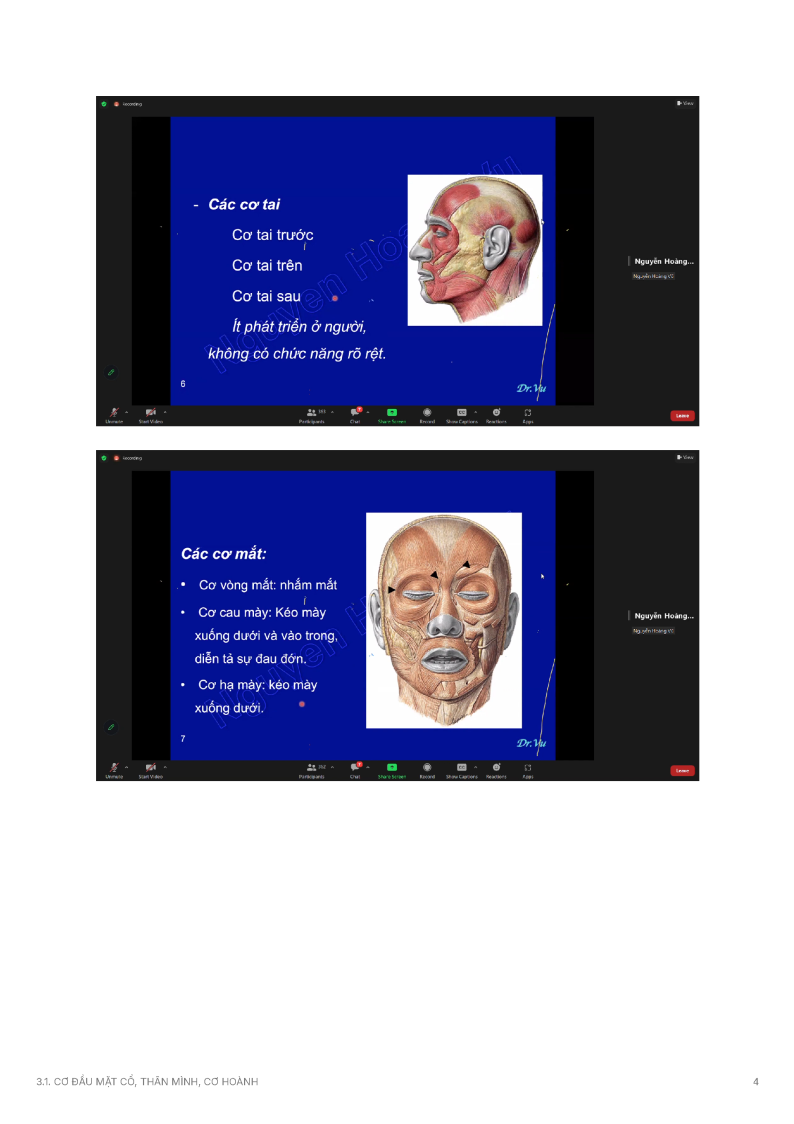 Recording
View
- Các cơ tai
Cơ tai trước
Cơ tai trên
Cơ tai sau
Ít phát triển ở người,
không có chức năng rõ rệt.
6
Dr.Vu
Nguyễn Hoàng...
Nguyễn Hoàng Vũ
Unmute
Start Video
Participants
Chat
Share Screen
Record
Show Captions
Reactions
Apps
Leave
Recording
View
Các cơ mắt:
• Cơ vòng mắt: nhắm mắt
• Cơ cau mày: Kéo mày
xuống dưới và vào trong,
diễn tả sự đau đớn.
• Cơ hạ mày: kéo mày
xuống dưới.
7
Dr.Vu
Nguyễn Hoàng...
Nguyễn Hoàng Vũ
Unmute
Start Video
Participants
Chat
Share Screen
Record
Show Captions
Reactions
Apps
Leave
3.1. CƠ ĐẦU MẶT CỔ, THÂN MÌNH, CƠ HOÀNH
4